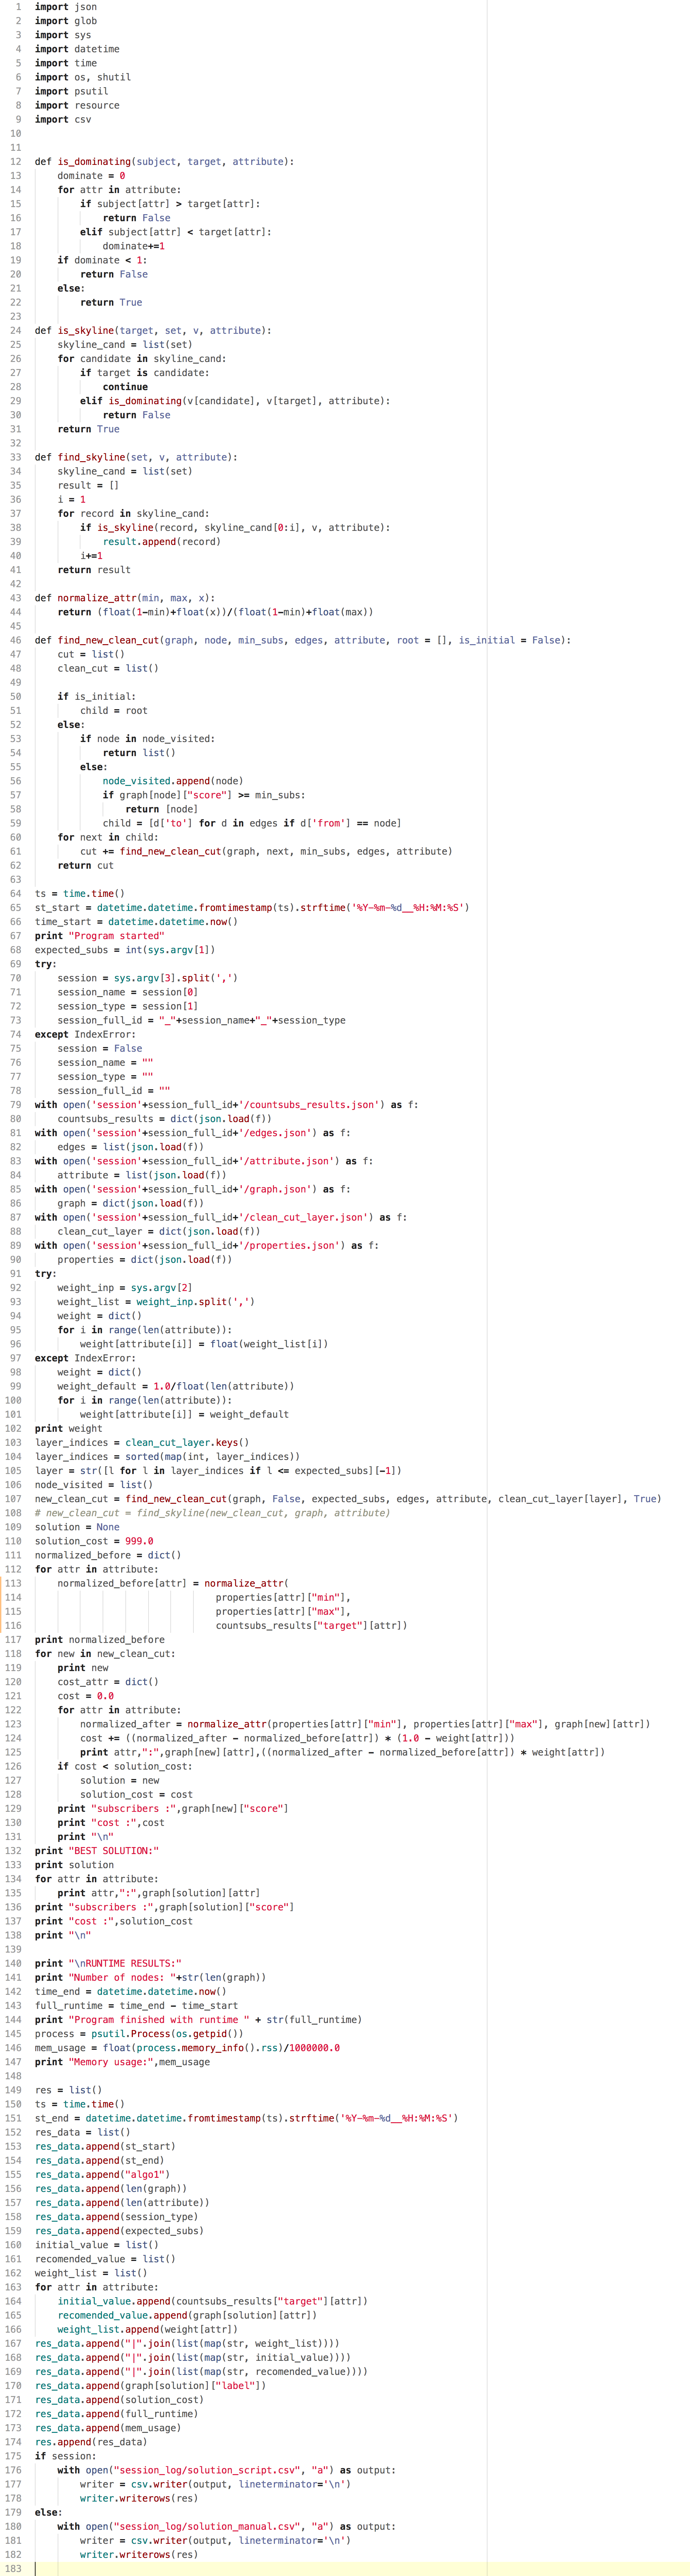 1 import json
2 import glob
3 import sys
4 import datetime
5 import time
6 import os, shutil
7 import psutil
8 import resource
9 import csv
10
11
12 def is_dominating(subject, target, attribute):
13     dominate = 0
14     for attr in attribute:
15         if subject[attr] > target[attr]:
16             return False
17         elif subject[attr] < target[attr]:
18             dominate+=1
19     if dominate < 1:
20         return False
21     else:
22         return True
23
24 def is_skyline(target, set, v, attribute):
25     skyline_cand = list(set)
26     for candidate in skyline_cand:
27         if target is candidate:
28             continue
29         elif is_dominating(v[candidate], v[target], attribute):
30             return False
31     return True
32
33 def find_skyline(set, v, attribute):
34     skyline_cand = list(set)
35     result = []
36     i = 1
37     for record in skyline_cand:
38         if is_skyline(record, skyline_cand[0:i], v, attribute):
39             result.append(record)
40         i+=1
41     return result
42
43 def normalize_attr(min, max, x):
44     return (float(1-min)+float(x))/(float(1-min)+float(max))
45
46 def find_new_clean_cut(graph, node, min_subs, edges, attribute, root = [], is_initial = False):
47     cut = list()
48     clean_cut = list()
49
50     if is_initial:
51         child = root
52     else:
53         if node in node_visited:
54             return list()
55         else:
56             node_visited.append(node)
57             if graph[node]["score"] >= min_subs:
58                 return [node]
59             child = [d['to'] for d in edges if d['from'] == node]
60     for next in child:
61         cut += find_new_clean_cut(graph, next, min_subs, edges, attribute)
62     return cut
63
64 ts = time.time()
65 st_start = datetime.datetime.fromtimestamp(ts).strftime('%Y-%m-%d__%H:%M:%S')
66 time_start = datetime.datetime.now()
67 print "Program started"
68 expected_subs = int(sys.argv[1])
69 try:
70     session = sys.argv[3].split(',')
71     session_name = session[0]
72     session_type = session[1]
73     session_full_id = "_"+session_name+"_"+session_type
74 except IndexError:
75     session = False
76     session_name = ""
77     session_type = ""
78     session_full_id = ""
79 with open('session'+session_full_id+'/countsubs_results.json') as f:
80     countsubs_results = dict(json.load(f))
81 with open('session'+session_full_id+'/edges.json') as f:
82     edges = list(json.load(f))
83 with open('session'+session_full_id+'/attribute.json') as f:
84     attribute = list(json.load(f))
85 with open('session'+session_full_id+'/graph.json') as f:
86     graph = dict(json.load(f))
87 with open('session'+session_full_id+'/clean_cut_layer.json') as f:
88     clean_cut_layer = dict(json.load(f))
89 with open('session'+session_full_id+'/properties.json') as f:
90     properties = dict(json.load(f))
91 try:
92     weight_inp = sys.argv[2]
93     weight_list = weight_inp.split(',')
94     weight = dict()
95     for i in range(len(attribute)):
96         weight[attribute[i]] = float(weight_list[i])
97 except IndexError:
98     weight = dict()
99     weight_default = 1.0/float(len(attribute))
100     for i in range(len(attribute)):
101         weight[attribute[i]] = weight_default
102 print weight
103 layer_indices = clean_cut_layer.keys()
104 layer_indices = sorted(map(int, layer_indices))
105 layer = str([l for l in layer_indices if l <= expected_subs][-1])
106 node_visited = list()
107 new_clean_cut = find_new_clean_cut(graph, False, expected_subs, edges, attribute, clean_cut_layer[layer], True)
108 # new_clean_cut = find_skyline(new_clean_cut, graph, attribute)
109 solution = None
110 solution_cost = 999.0
111 normalized_before = dict()
112 for attr in attribute:
113     normalized_before[attr] = normalize_attr(
114                                 properties[attr]["min"],
115                                 properties[attr]["max"],
116                                 countsubs_results["target"][attr])
117 print normalized_before
118 for new in new_clean_cut:
119     print new
120     cost_attr = dict()
121     cost = 0.0
122     for attr in attribute:
123         normalized_after = normalize_attr(properties[attr]["min"], properties[attr]["max"], graph[new][attr])
124         cost += ((normalized_after - normalized_before[attr]) * (1.0 - weight[attr]))
125         print attr,":",graph[new][attr],((normalized_after - normalized_before[attr]) * weight[attr])
126     if cost < solution_cost:
127         solution = new
128         solution_cost = cost
129     print "subscribers :",graph[new]["score"]
130     print "cost :",cost
131     print "\n"
132 print "BEST SOLUTION:"
133 print solution
134 for attr in attribute:
135     print attr,":",graph[solution][attr]
136 print "subscribers :",graph[solution]["score"]
137 print "cost :",solution_cost
138 print "\n"
139
140 print "\nRUNTIME RESULTS:"
141 print "Number of nodes: "+str(len(graph))
142 time_end = datetime.datetime.now()
143 full_runtime = time_end - time_start
144 print "Program finished with runtime " + str(full_runtime)
145 process = psutil.Process(os.getpid())
146 mem_usage = float(process.memory_info().rss)/1000000.0
147 print "Memory usage:",mem_usage
148
149 res = list()
150 ts = time.time()
151 st_end = datetime.datetime.fromtimestamp(ts).strftime('%Y-%m-%d__%H:%M:%S')
152 res_data = list()
153 res_data.append(st_start)
154 res_data.append(st_end)
155 res_data.append("algo1")
156 res_data.append(len(graph))
157 res_data.append(len(attribute))
158 res_data.append(session_type)
159 res_data.append(expected_subs)
160 initial_value = list()
161 recomended_value = list()
162 weight_list = list()
163 for attr in attribute:
164     initial_value.append(countsubs_results["target"][attr])
165     recomended_value.append(graph[solution][attr])
166     weight_list.append(weight[attr])
167 res_data.append("|".join(list(map(str, weight_list))))
168 res_data.append("|".join(list(map(str, initial_value))))
169 res_data.append("|".join(list(map(str, recomended_value))))
170 res_data.append(graph[solution]["label"])
171 res_data.append(solution_cost)
172 res_data.append(full_runtime)
173 res_data.append(mem_usage)
174 res.append(res_data)
175 if session:
176     with open("session_log/solution_script.csv", "a") as output:
177         writer = csv.writer(output, lineterminator='\n')
178         writer.writerows(res)
179 else:
180     with open("session_log/solution_manual.csv", "a") as output:
181         writer = csv.writer(output, lineterminator='\n')
182         writer.writerows(res)
183